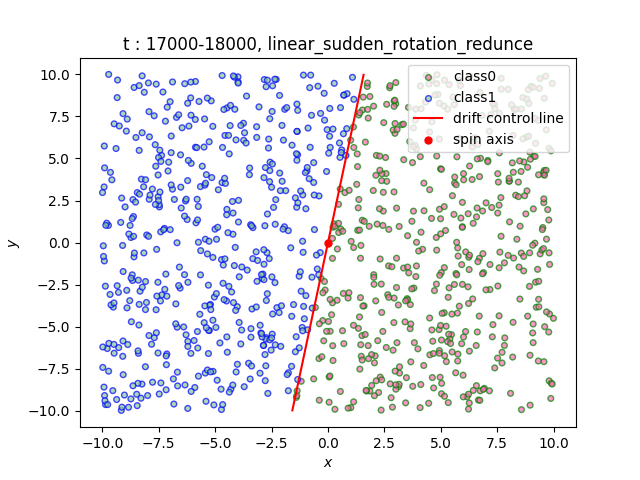 t : 17000-18000, linear_sudden_rotation_redunce
class0
class1
drift control line
spin axis
10.0
7.5
5.0
2.5
0.0
−2.5
−5.0
−7.5
−10.0
y
−10.0 −7.5 −5.0 −2.5 0.0 2.5 5.0 7.5 10.0
x